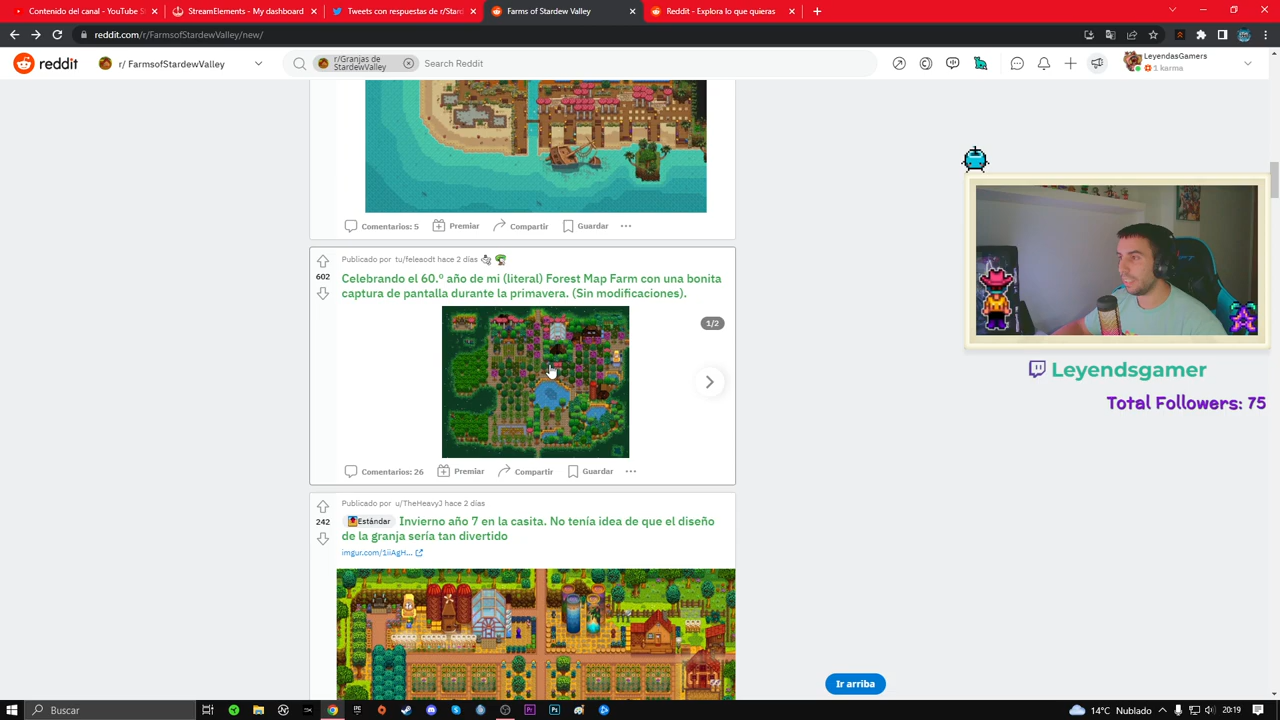 Contenido del canal - YouTube S
StreamElements - My dashboard
Tweets con respuestas de r/Stard
Farms of Stardew Valley
Reddit - Explora lo que quieras
reddit.com/r/FarmsofStardewValley/new/
reddit
r/ FarmsofStardewValley
r/Granjas de
StardewValley
Search Reddit
LeyendasGamers
1 karma
Comentarios: 5
Premiar
Compartir
Guardar
Publicado por tu/feleaodt hace 2 días
602
Celebrando el 60.º año de mi (literal) Forest Map Farm con una bonita
captura de pantalla durante la primavera. (Sin modificaciones).
1/2
Comentarios: 26
Premiar
Compartir
Guardar
Leyendsgamer
Total Followers: 75
Publicado por u/TheHeavyJ hace 2 días
242
Estándar
Invierno año 7 en la casita. No tenía idea de que el diseño
de la granja sería tan divertido
imgur.com/1iiAgH...
Ir arriba
Buscar
14°C Nublado
20:19